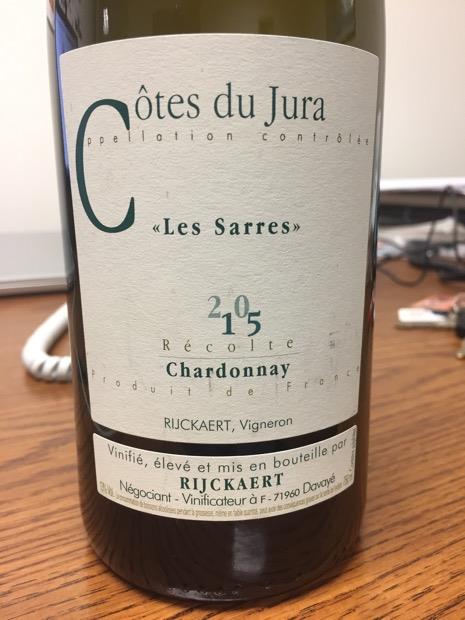 Côtes du Jura
ppellation contrôlée
«Les Sarres»
2105
Récolte
Chardonnay
Produit de France
RIJCKAERT, Vigneron
Vinifié, élevé et mis en bouteille par
RIJCKAERT
Négociant - Vinificateur à F - 71960 Davayé